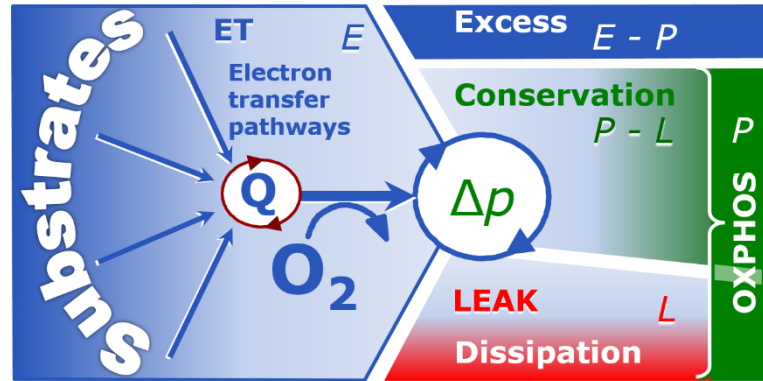 Substrates
ET E
Electron
transfer
pathways
Q
O2
Δp
Excess
E - P
Conservation
P - L
LEAK
L
Dissipation
P
OXPHOS